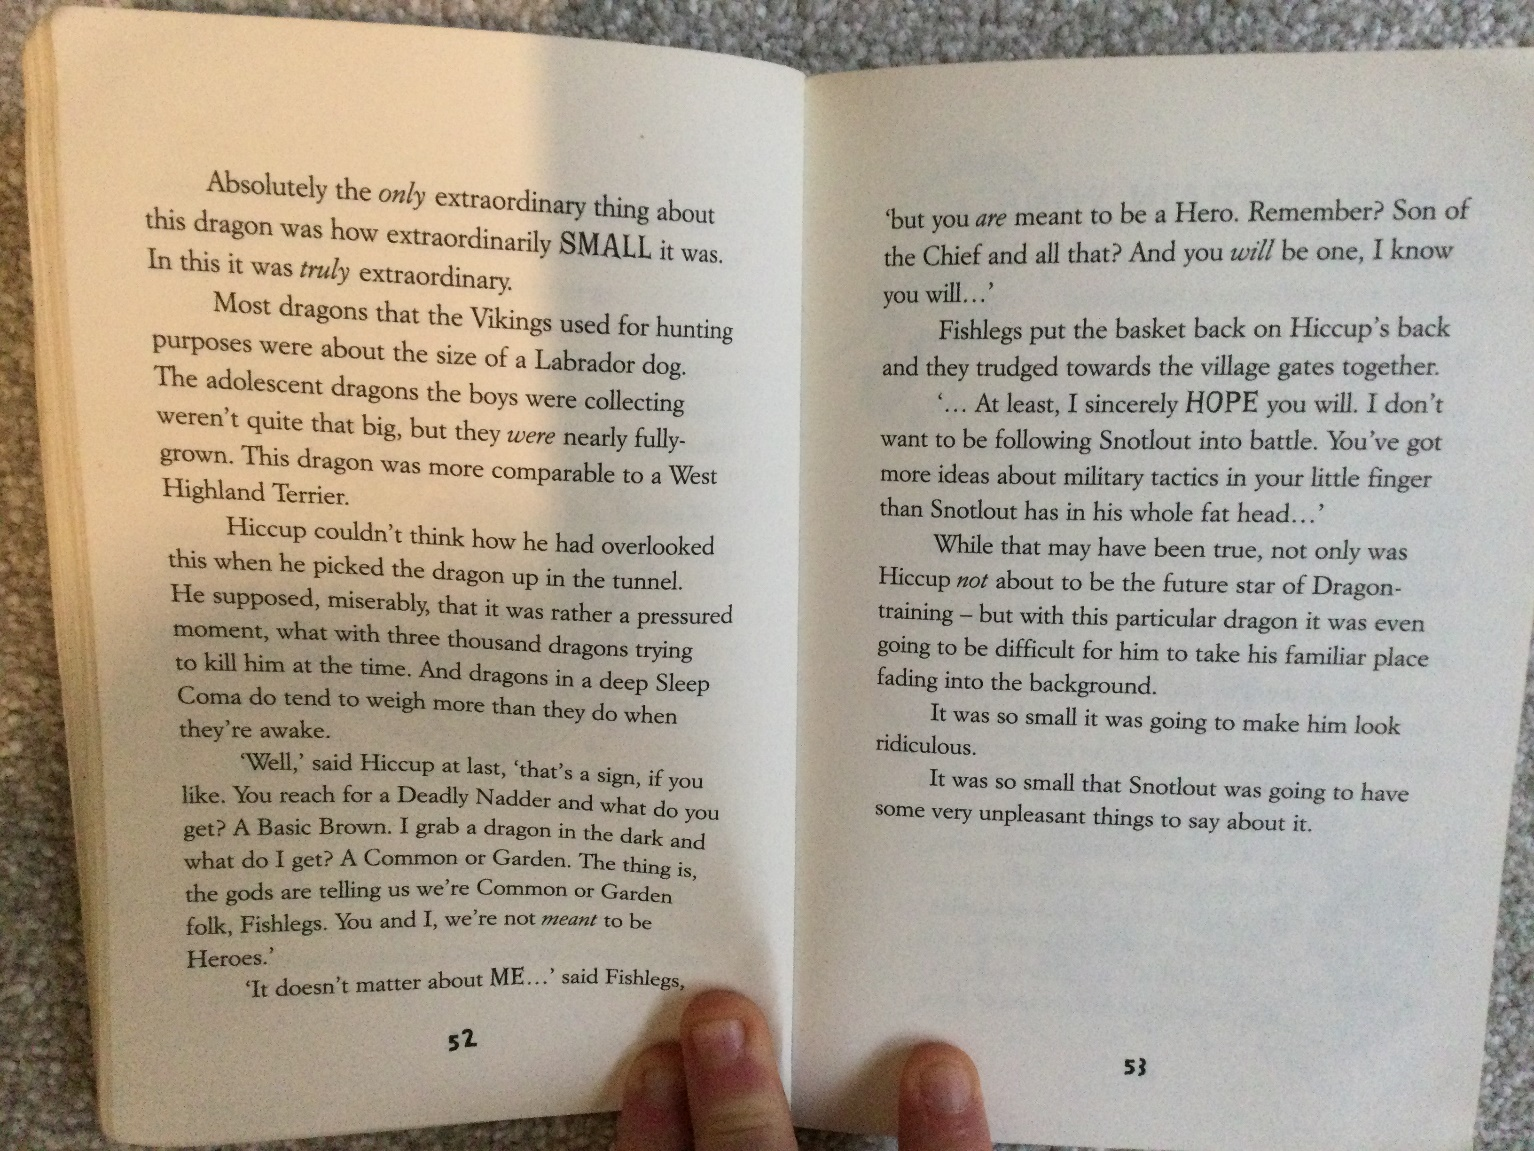 Absolutely the only extraordinary thing about
this dragon was how extraordinarily SMALL it was.
In this it was truly extraordinary.
Most dragons that the Vikings used for hunting
purposes were about the size of a Labrador dog.
The adolescent dragons the boys were collecting
weren't quite that big, but they were nearly fully-
grown. This dragon was more comparable to a West
Highland Terrier.
Hiccup couldn't think how he had overlooked
this when he picked the dragon up in the tunnel.
He supposed, miserably, that it was rather a pressured
moment, what with three thousand dragons trying
to kill him at the time. And dragons in a deep Sleep
Coma do tend to weigh more than they do when
they're awake.
‘Well,’ said Hiccup at last, ‘that's a sign, if you
like. You reach for a Deadly Nadder and what do you
get? A Basic Brown. I grab a dragon in the dark and
what do I get? A Common or Garden. The thing is,
the gods are telling us we're Common or Garden
folk, Fishlegs. You and I, we're not meant to be
Heroes.’
‘It doesn't matter about ME...’ said Fishlegs,
52
‘but you are meant to be a Hero. Remember? Son of
the Chief and all that? And you will be one, I know
you will...’
Fishlegs put the basket back on Hiccup's back
and they trudged towards the village gates together.
‘... At least, I sincerely HOPE you will. I don't
want to be following Snotlout into battle. You've got
more ideas about military tactics in your little finger
than Snotlout has in his whole fat head...’
While that may have been true, not only was
Hiccup not about to be the future star of Dragon-
training – but with this particular dragon it was even
going to be difficult for him to take his familiar place
fading into the background.
It was so small it was going to make him look
ridiculous.
It was so small that Snotlout was going to have
some very unpleasant things to say about it.
53